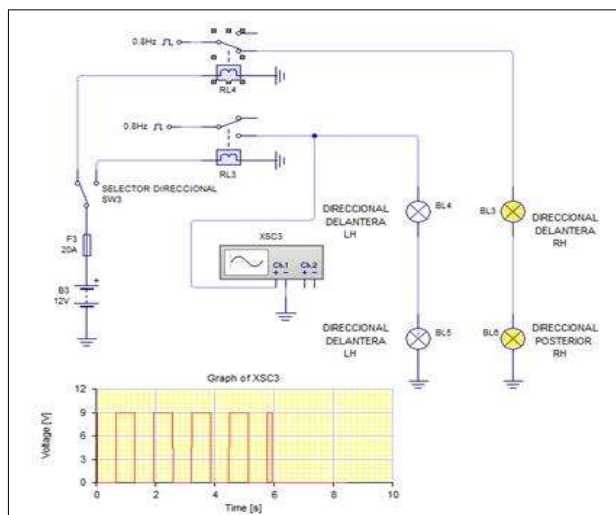 0.8Hz
RL4
0.8Hz
RL3
SELECTOR DIRECCIONAL
SW3
F3
20A
B3
12V
XSC3
Ch.1 Ch.2
DIRECCIONAL
DELANTERA
LH
BL4
BL3
DIRECCIONAL
DELANTERA
RH
DIRECCIONAL
DELANTERA
LH
BL5
BL6
DIRECCIONAL
POSTERIOR
RH
Graph of XSC3
Voltage [V]
12
9
6
3
0
0 2 4 6 8 10
Time [s]